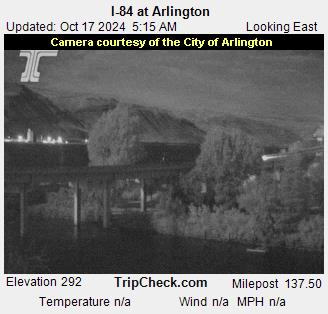 I-84 at Arlington
Updated: Oct 17 2024 5:15 AM Looking East
Camera courtesy of the City of Arlington
Elevation 292 TripCheck.com Milepost 137.50
Temperature n/a Wind n/a MPH n/a